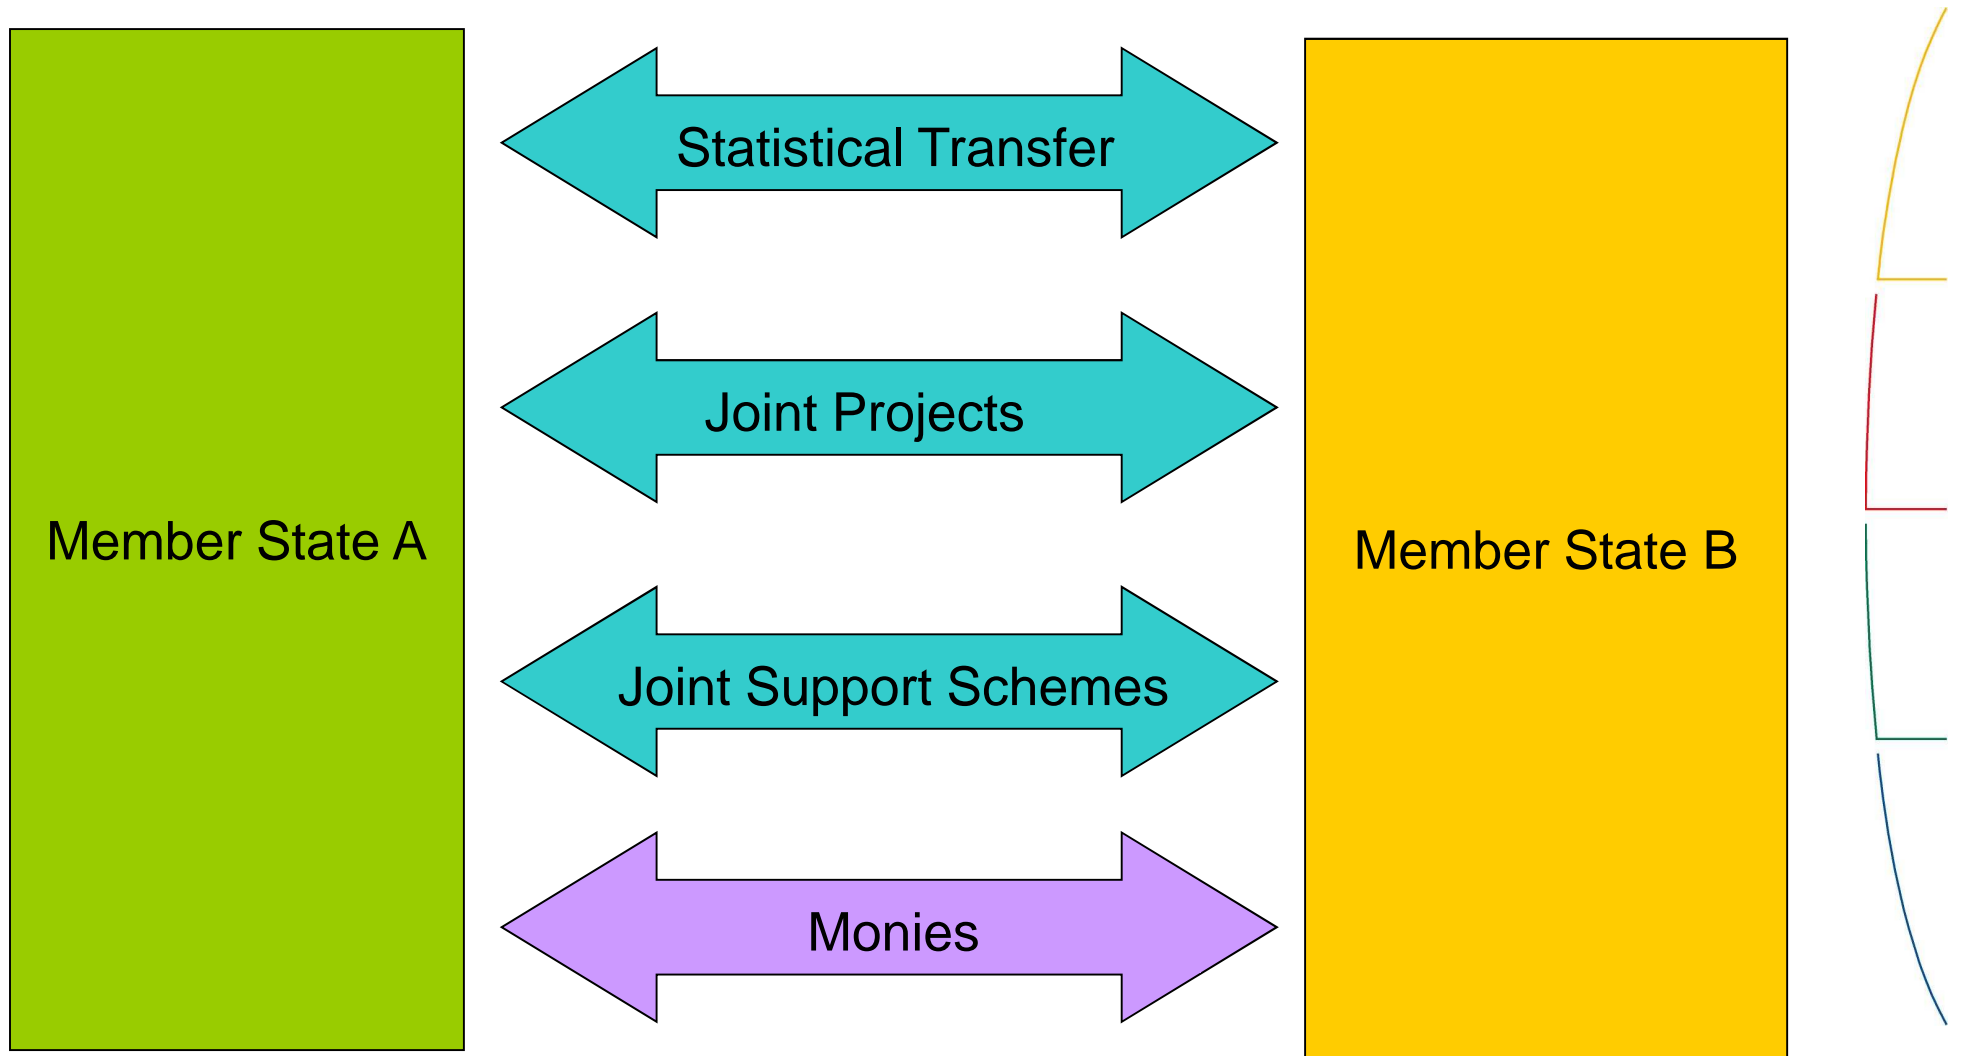 Statistical Transfer
Joint Projects
Member State A
Member State B
Joint Support Schemes
Monies